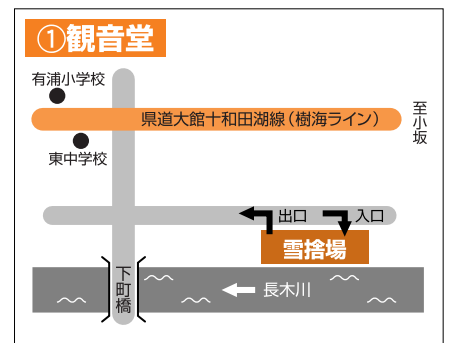 ①観音堂
有浦小学校
県道大館十和田湖線(樹海ライン)
至小坂
東中学校
出口
入口
雪捨場
下町橋
長木川